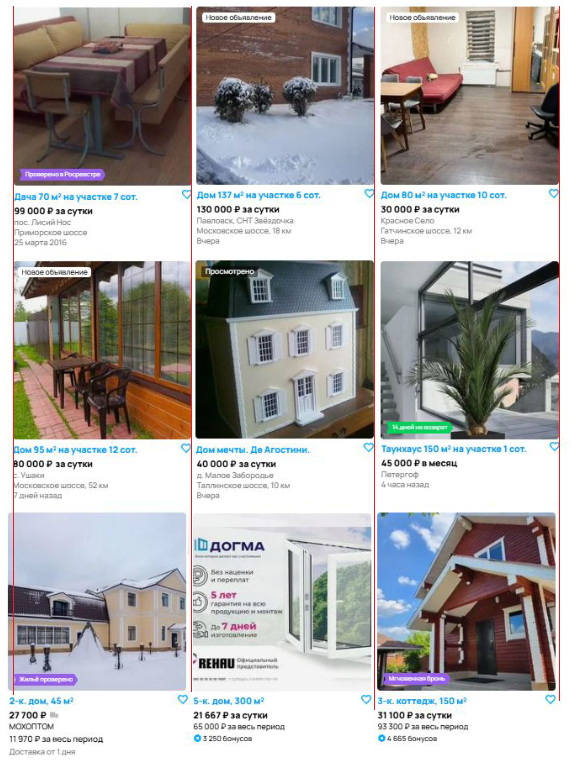 Проверено в Росреестре
Дача 70 м² на участке 7 сот.
99 000 ₽ за сутки
пос. Лисий Нос
Приморское шоссе
25 марта 2016
Новое объявление
Дом 137 м² на участке 6 сот.
130 000 ₽ за сутки
Павловск, СНТ Звёздочка
Московское шоссе, 18 км
Вчера
Новое объявление
Дом 80 м² на участке 10 сот.
30 000 ₽ за сутки
Красное Село
Гатчинское шоссе, 12 км
Вчера
Новое объявление
Дом 95 м² на участке 12 сот.
80 000 ₽ за сутки
с. Ушаки
Московское шоссе, 52 км
7 дней назад
Просмотрено
Дом мечты. Де Агостини.
40 000 ₽ за сутки
д. Малое Забородье
Таллинское шоссе, 10 км
Вчера
14 дней на возврат
Таунхаус 150 м² на участке 1 сот.
45 000 ₽ в месяц
Петергоф
4 часа назад
Жильё проверено
2-к. дом, 45 м²
27 700 ₽
МОХОПТОМ
11 970 ₽ за весь период
Доставка от 1 дня
ДОГМА
Без наценки
и переплат
5 лет
гарантия на всю
продукцию и монтаж
До 7 дней
изготовление
REHAU
Официальный
представитель
5-к. дом, 300 м²
21 667 ₽ за сутки
65 000 ₽ за весь период
3 250 бонусов
Мгновенная бронь
3-к. коттедж, 150 м²
31 100 ₽ за сутки
93 300 ₽ за весь период
4 665 бонусов